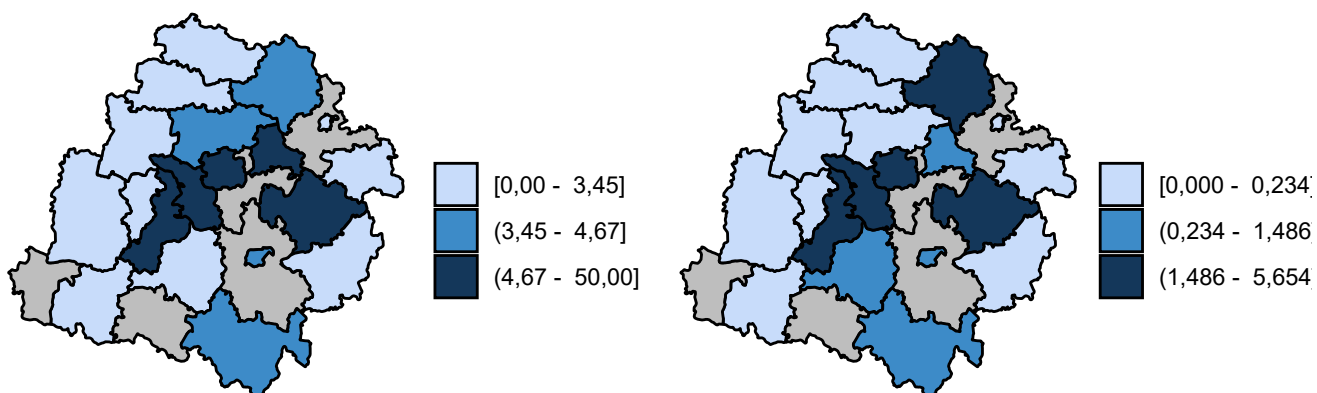 [0,00 -  3,45]
(3,45 -  4,67]
(4,67 -  50,00]
[0,000 -  0,234]
(0,234 -  1,486]
(1,486 -  5,654]